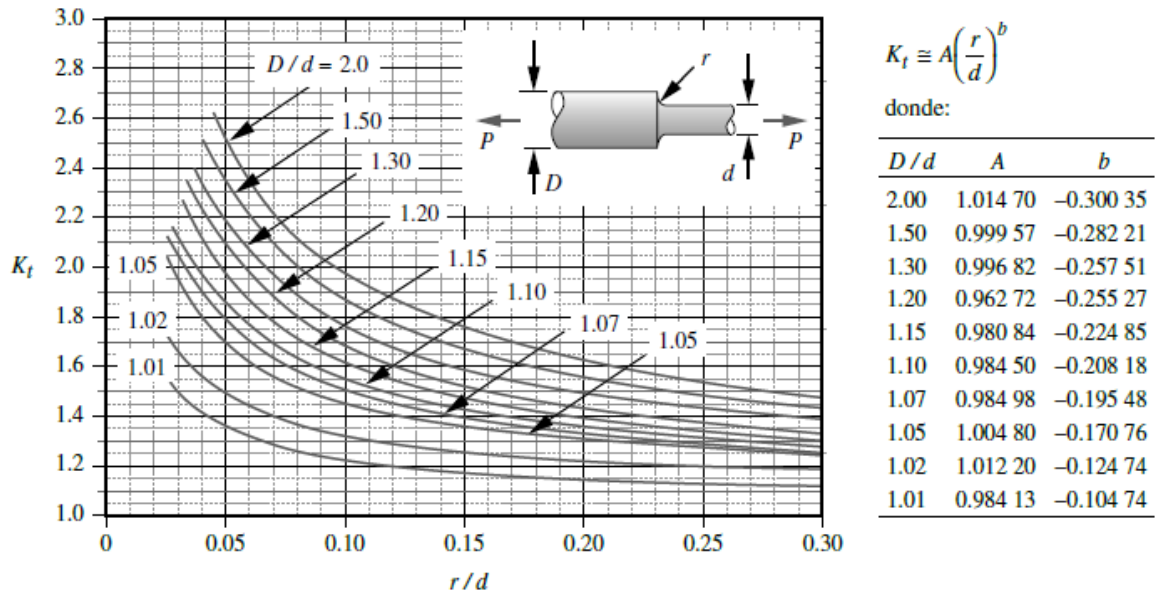 3.0
2.8
2.6
2.4
2.2
2.0
1.8
1.6
1.4
1.2
1.0
K_t
0
0.05
0.10
0.15
0.20
0.25
0.30
r / d
D / d = 2.0
1.50
1.30
1.20
1.15
1.10
1.07
1.05
1.05
1.02
1.01
r
P
D
d
P
K_t ≅ A(r/d)^b
donde:
D / d A b
2.00 1.014 70 –0.300 35
1.50 0.999 57 –0.282 21
1.30 0.996 82 –0.257 51
1.20 0.962 72 –0.255 27
1.15 0.980 84 –0.224 85
1.10 0.984 50 –0.208 18
1.07 0.984 98 –0.195 48
1.05 1.004 80 –0.170 76
1.02 1.012 20 –0.124 74
1.01 0.984 13 –0.104 74